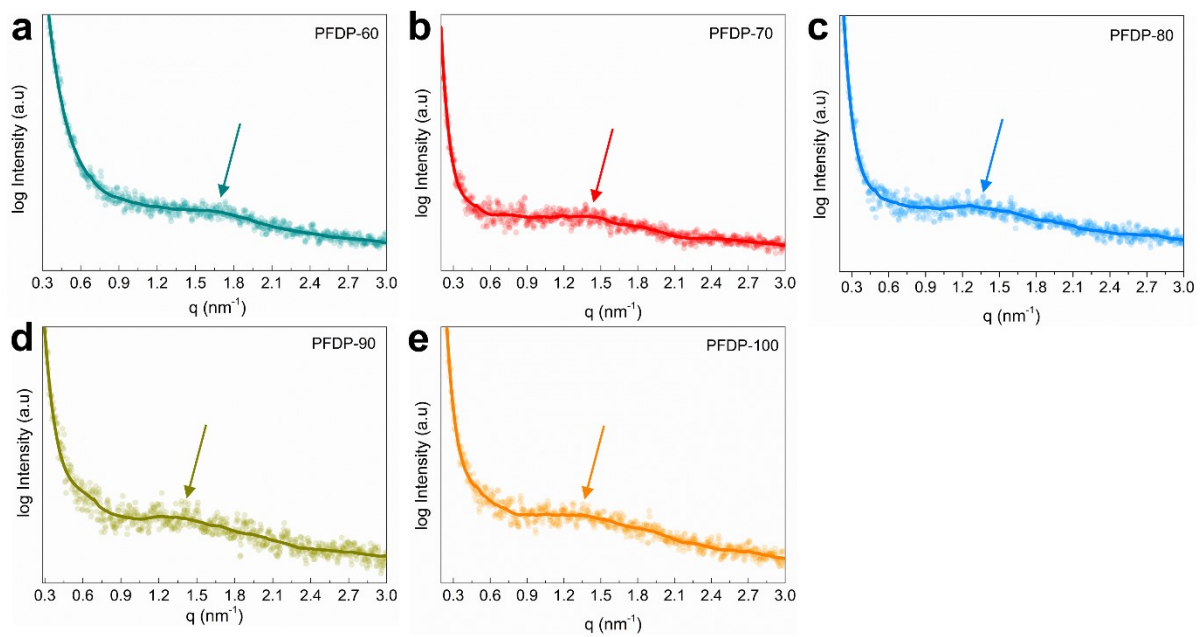 a
PFDP-60
log Intensity (a.u)
0.3 0.6 0.9 1.2 1.5 1.8 2.1 2.4 2.7 3.0
q (nm⁻¹)
b
PFDP-70
log Intensity (a.u)
0.3 0.6 0.9 1.2 1.5 1.8 2.1 2.4 2.7 3.0
q (nm⁻¹)
c
PFDP-80
log Intensity (a.u)
0.3 0.6 0.9 1.2 1.5 1.8 2.1 2.4 2.7 3.0
q (nm⁻¹)
d
PFDP-90
log Intensity (a.u)
0.3 0.6 0.9 1.2 1.5 1.8 2.1 2.4 2.7 3.0
q (nm⁻¹)
e
PFDP-100
log Intensity (a.u)
0.3 0.6 0.9 1.2 1.5 1.8 2.1 2.4 2.7 3.0
q (nm⁻¹)